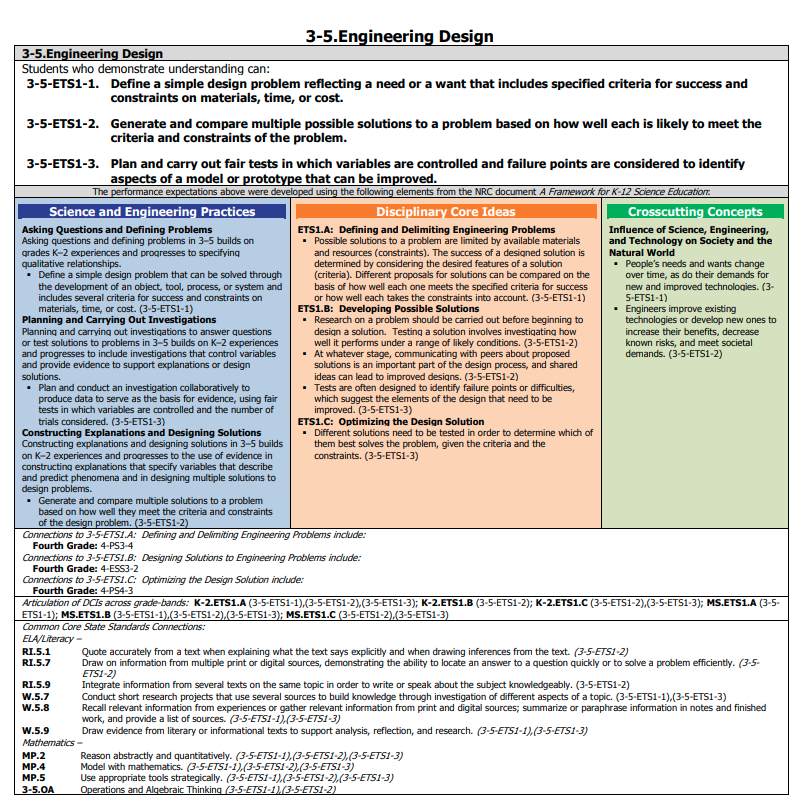 3-5.Engineering Design
3-5.Engineering Design
Students who demonstrate understanding can:
3-5-ETS1-1. Define a simple design problem reflecting a need or a want that includes specified criteria for success and
constraints on materials, time, or cost.
3-5-ETS1-2. Generate and compare multiple possible solutions to a problem based on how well each is likely to meet the
criteria and constraints of the problem.
3-5-ETS1-3. Plan and carry out fair tests in which variables are controlled and failure points are considered to identify
aspects of a model or prototype that can be improved.
The performance expectations above were developed using the following elements from the NRC document A Framework for K-12 Science Education:
Science and Engineering Practices
Asking Questions and Defining Problems
Asking questions and defining problems in 3–5 builds on
grades K–2 experiences and progresses to specifying
qualitative relationships.
▪ Define a simple design problem that can be solved through
the development of an object, tool, process, or system and
includes several criteria for success and constraints on
materials, time, or cost. (3-5-ETS1-1)
Planning and Carrying Out Investigations
Planning and carrying out investigations to answer questions
or test solutions to problems in 3–5 builds on K–2 experiences
and progresses to include investigations that control variables
and provide evidence to support explanations or design
solutions.
▪ Plan and conduct an investigation collaboratively to
produce data to serve as the basis for evidence, using fair
tests in which variables are controlled and the number of
trials considered. (3-5-ETS1-3)
Constructing Explanations and Designing Solutions
Constructing explanations and designing solutions in 3–5 builds
on K–2 experiences and progresses to the use of evidence in
constructing explanations that specify variables that describe
and predict phenomena and in designing multiple solutions to
design problems.
▪ Generate and compare multiple solutions to a problem
based on how well they meet the criteria and constraints
of the design problem. (3-5-ETS1-2)
Disciplinary Core Ideas
ETS1.A: Defining and Delimiting Engineering Problems
▪ Possible solutions to a problem are limited by available materials
and resources (constraints). The success of a designed solution is
determined by considering the desired features of a solution
(criteria). Different proposals for solutions can be compared on the
basis of how well each one meets the specified criteria for success
or how well each takes the constraints into account. (3-5-ETS1-1)
ETS1.B: Developing Possible Solutions
▪ Research on a problem should be carried out before beginning to
design a solution. Testing a solution involves investigating how
well it performs under a range of likely conditions. (3-5-ETS1-2)
▪ At whatever stage, communicating with peers about proposed
solutions is an important part of the design process, and shared
ideas can lead to improved designs. (3-5-ETS1-2)
▪ Tests are often designed to identify failure points or difficulties,
which suggest the elements of the design that need to be
improved. (3-5-ETS1-3)
ETS1.C: Optimizing the Design Solution
▪ Different solutions need to be tested in order to determine which of
them best solves the problem, given the criteria and the
constraints. (3-5-ETS1-3)
Crosscutting Concepts
Influence of Science, Engineering,
and Technology on Society and the
Natural World
▪ People's needs and wants change
over time, as do their demands for
new and improved technologies. (3-
5-ETS1-1)
▪ Engineers improve existing
technologies or develop new ones to
increase their benefits, decrease
known risks, and meet societal
demands. (3-5-ETS1-2)
Connections to 3-5-ETS1.A: Defining and Delimiting Engineering Problems include:
Fourth Grade: 4-PS3-4
Connections to 3-5-ETS1.B: Designing Solutions to Engineering Problems include:
Fourth Grade: 4-ESS3-2
Connections to 3-5-ETS1.C: Optimizing the Design Solution include:
Fourth Grade: 4-PS4-3
Articulation of DCIs across grade-bands: K-2.ETS1.A (3-5-ETS1-1),(3-5-ETS1-2),(3-5-ETS1-3); K-2.ETS1.B (3-5-ETS1-2); K-2.ETS1.C (3-5-ETS1-2),(3-5-ETS1-3); MS.ETS1.A (3-5-
ETS1-1); MS.ETS1.B (3-5-ETS1-1),(3-5-ETS1-2),(3-5-ETS1-3); MS.ETS1.C (3-5-ETS1-2),(3-5-ETS1-3)
Common Core State Standards Connections:
ELA/Literacy –
RI.5.1 Quote accurately from a text when explaining what the text says explicitly and when drawing inferences from the text. (3-5-ETS1-2)
RI.5.7 Draw on information from multiple print or digital sources, demonstrating the ability to locate an answer to a question quickly or to solve a problem efficiently. (3-5-
ETS1-2)
RI.5.9 Integrate information from several texts on the same topic in order to write or speak about the subject knowledgeably. (3-5-ETS1-2)
W.5.7 Conduct short research projects that use several sources to build knowledge through investigation of different aspects of a topic. (3-5-ETS1-1),(3-5-ETS1-3)
W.5.8 Recall relevant information from experiences or gather relevant information from print and digital sources; summarize or paraphrase information in notes and finished
work, and provide a list of sources. (3-5-ETS1-1),(3-5-ETS1-3)
W.5.9 Draw evidence from literary or informational texts to support analysis, reflection, and research. (3-5-ETS1-1),(3-5-ETS1-3)
Mathematics –
MP.2 Reason abstractly and quantitatively. (3-5-ETS1-1),(3-5-ETS1-2),(3-5-ETS1-3)
MP.4 Model with mathematics. (3-5-ETS1-1),(3-5-ETS1-2),(3-5-ETS1-3)
MP.5 Use appropriate tools strategically. (3-5-ETS1-1),(3-5-ETS1-2),(3-5-ETS1-3)
3-5.OA Operations and Algebraic Thinking (3-5-ETS1-1),(3-5-ETS1-2)